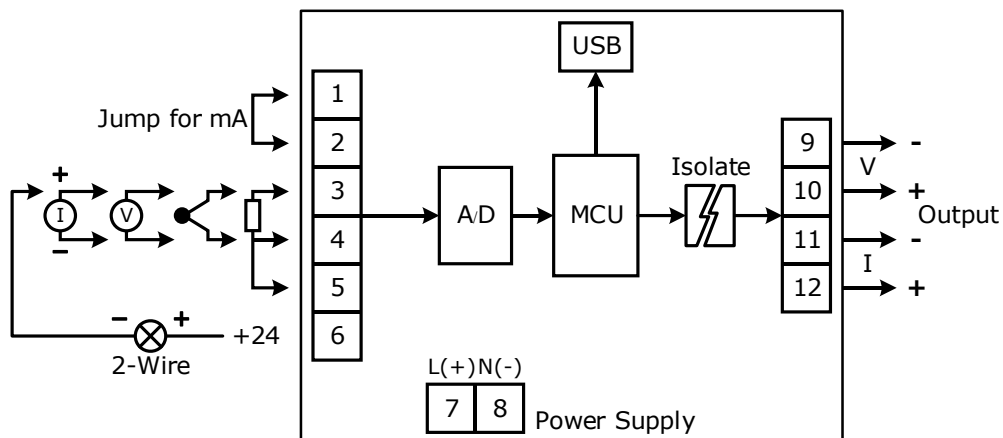 USB
Jump for mA
1
2
3
4
5
6
+
I
−
V
A/D
MCU
Isolate
9
10
11
12
V
-
+
Output
-
I
+
−
+
+24
2-Wire
L(+) N(-)
7 8
Power Supply